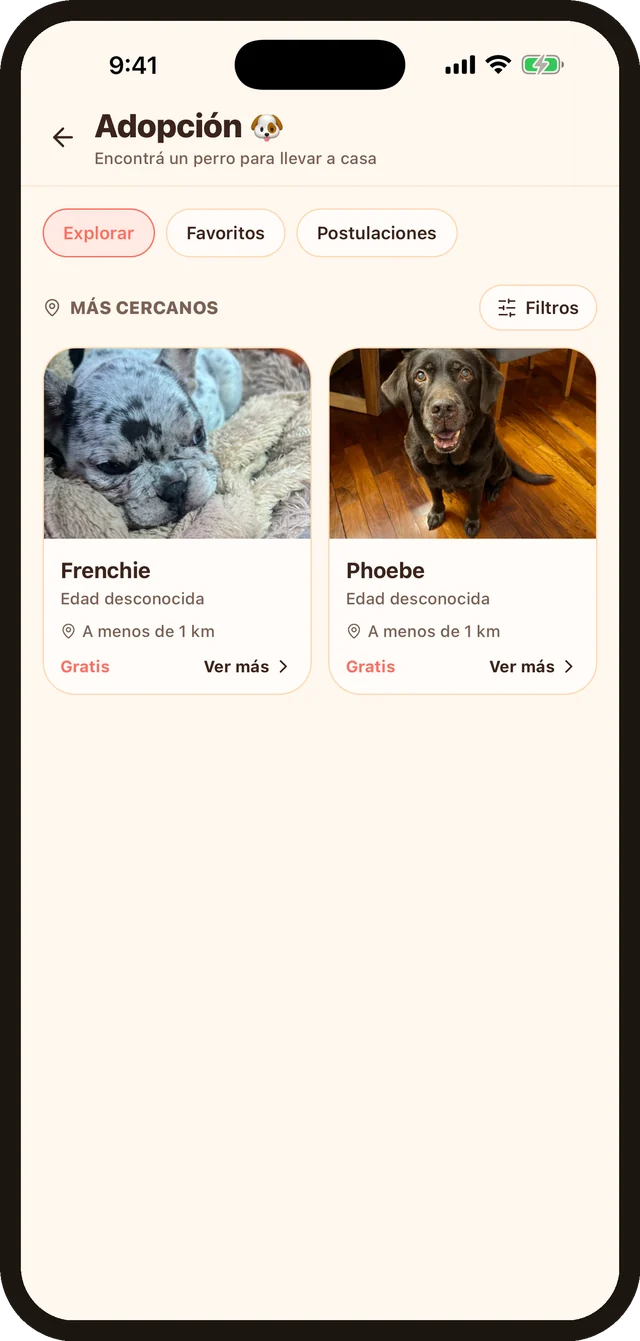 9:41
Adopción 🐶
Encontrá un perro para llevar a casa
Explorar
Favoritos
Postulaciones
MÁS CERCANOS
Filtros
Frenchie
Edad desconocida
A menos de 1 km
Gratis
Ver más
Phoebe
Edad desconocida
A menos de 1 km
Gratis
Ver más